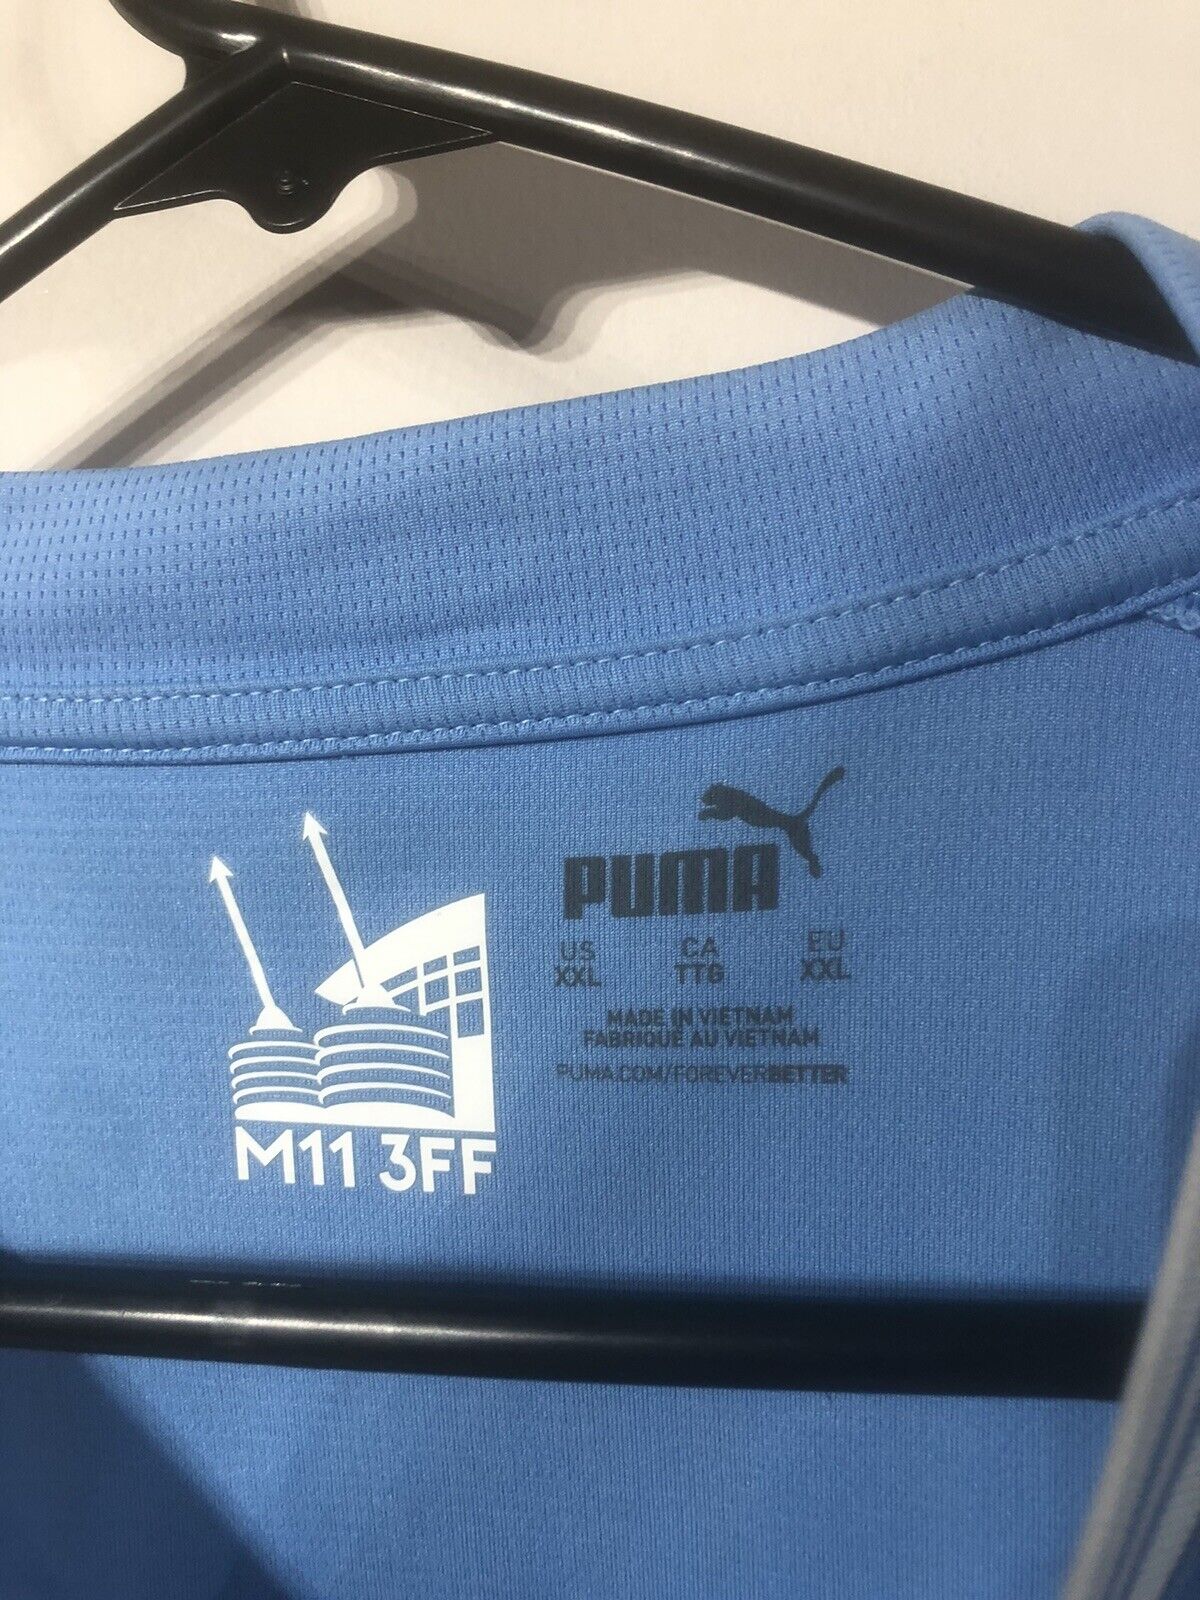 PUMA
US CA EU
XXL TTG XXL
MADE IN VIETNAM
FABRIQUÉ AU VIETNAM
PUMA.COM/FOREVERBETTER
M11 3FF